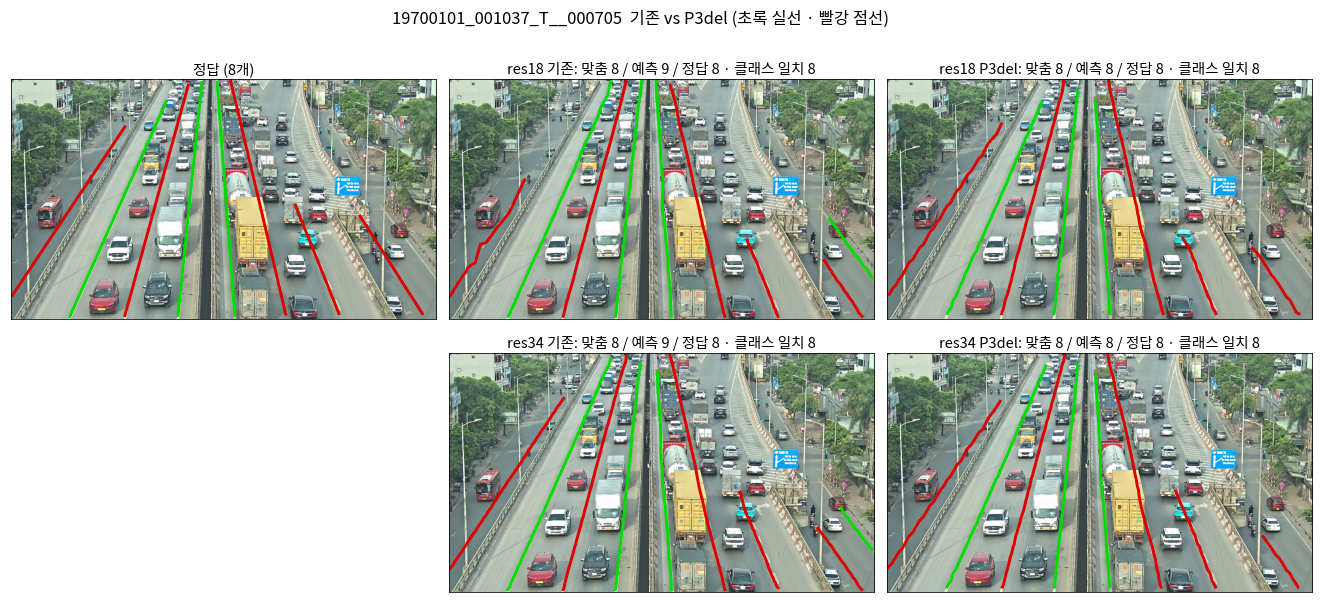 19700101_001037_T__000705 기존 vs P3del (초록 실선 · 빨강 점선)
정답 (8개)
res18 기존: 맞춤 8 / 예측 9 / 정답 8 · 클래스 일치 8
res18 P3del: 맞춤 8 / 예측 8 / 정답 8 · 클래스 일치 8
res34 기존: 맞춤 8 / 예측 9 / 정답 8 · 클래스 일치 8
res34 P3del: 맞춤 8 / 예측 8 / 정답 8 · 클래스 일치 8